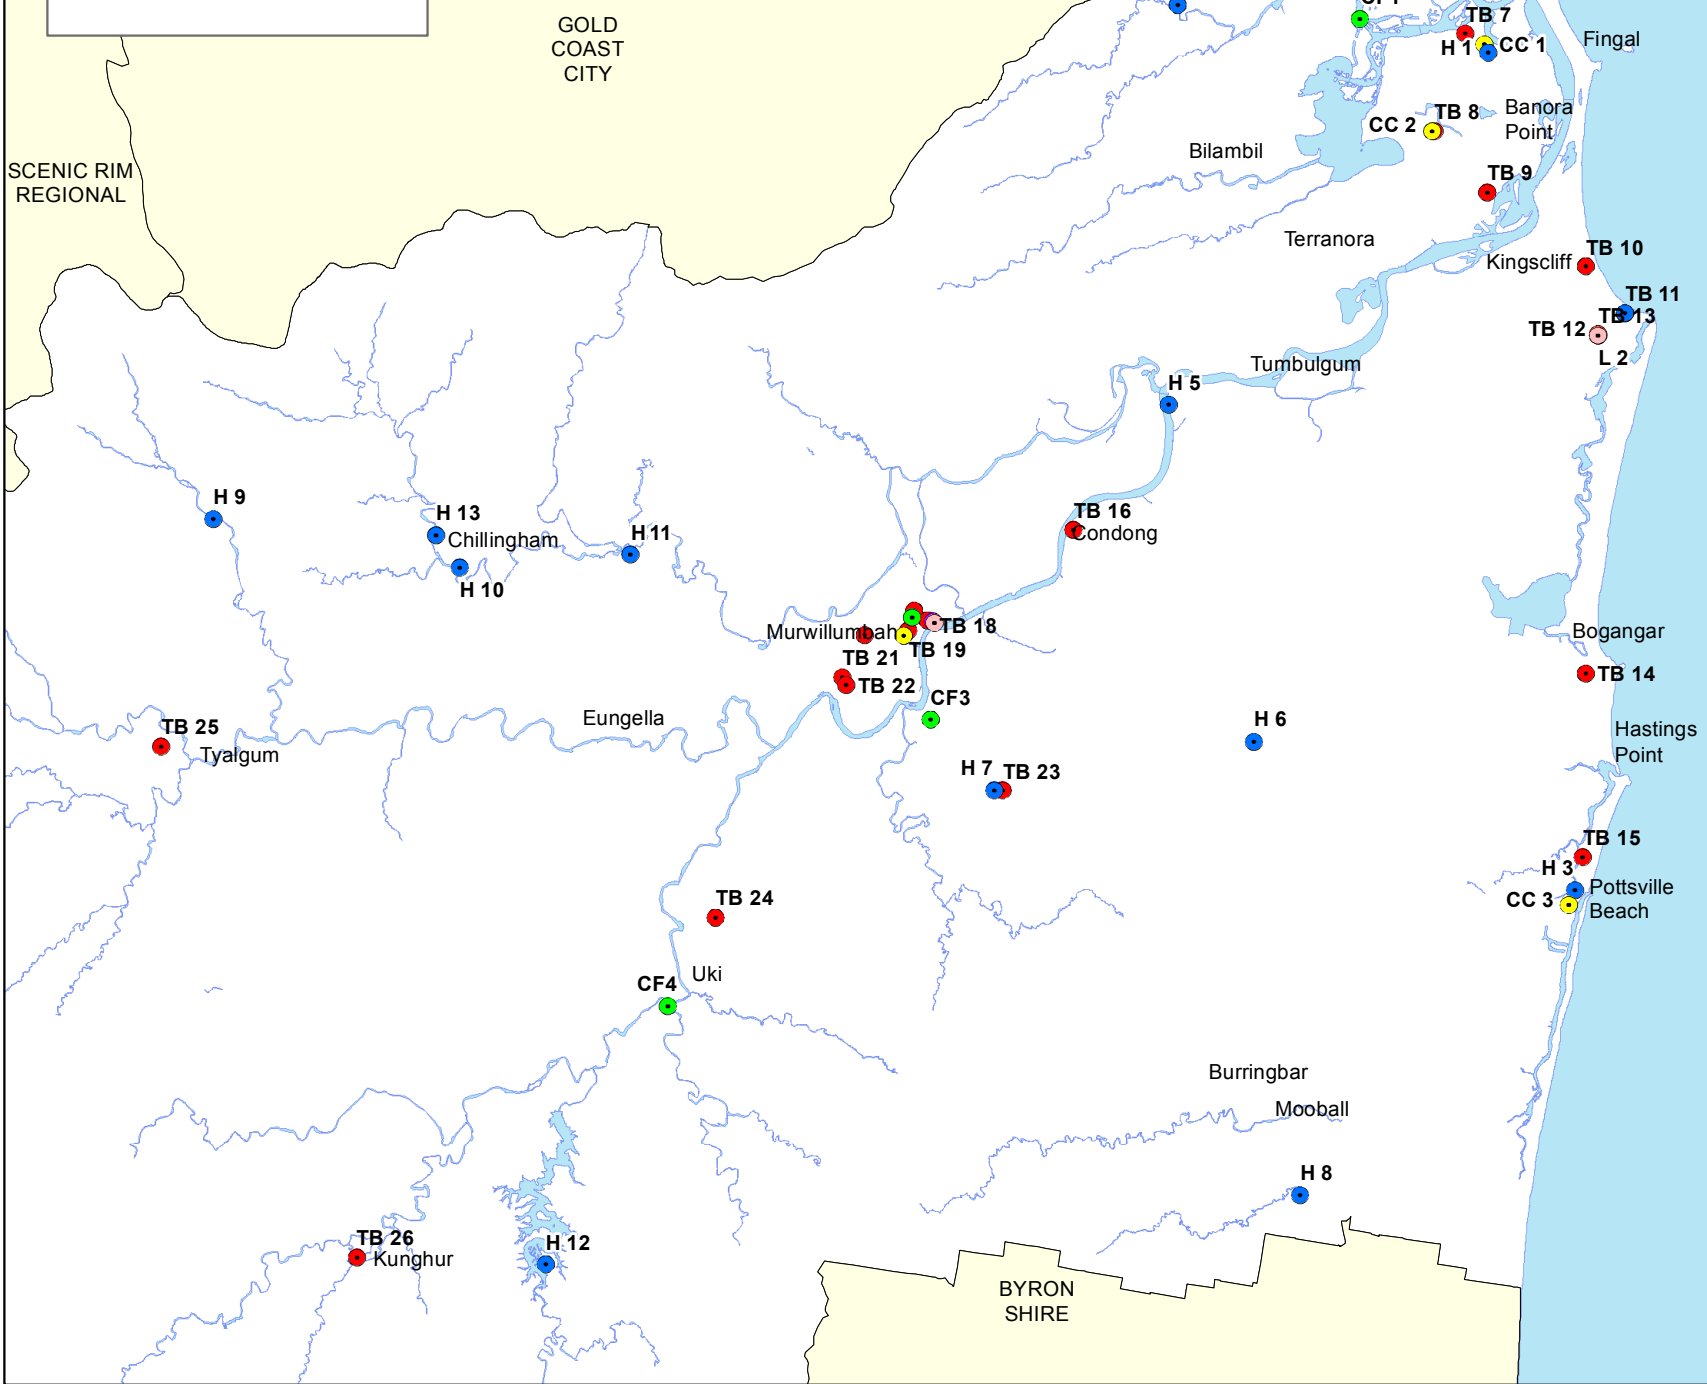 GOLD
COAST
CITY
TB 7
H 1
CC 1
Fingal
TB 8
CC 2
Banora
Point
Bilambil
SCENIC RIM
REGIONAL
TB 9
Terranora
TB 10
Kingscliff
TB 11
TB 13
TB 12
L 2
Tumbulgum
H 5
H 9
H 13
Chillingham
H 11
H 10
TB 16
Condong
Murwillumbah
TB 18
TB 19
TB 21
TB 22
CF3
Bogangar
TB 14
Eungella
TB 25
Tyalgum
H 6
Hastings
Point
H 7
TB 23
TB 15
H 3
CC 3
Pottsville
Beach
TB 24
Uki
CF4
Burringbar
Mooball
H 8
TB 26
Kunghur
H 12
BYRON
SHIRE